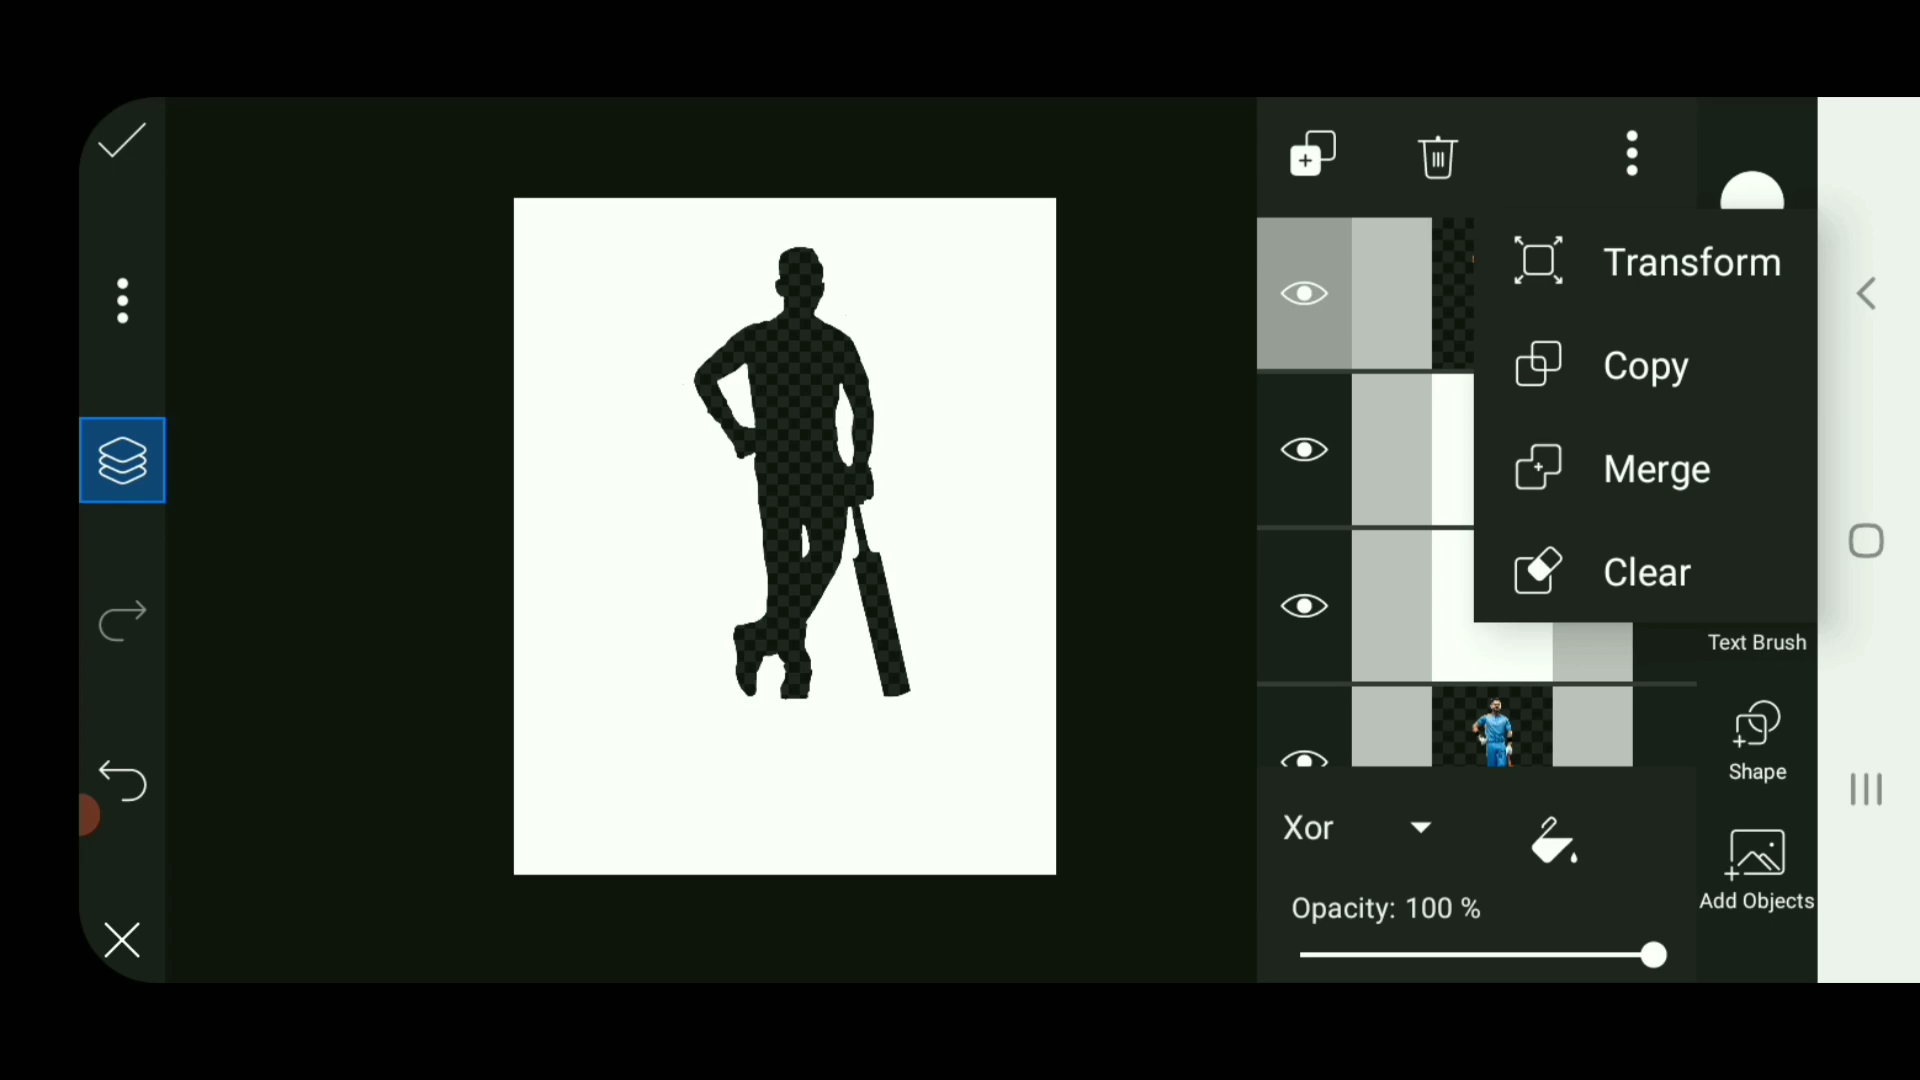 Transform
Copy
Merge
Clear
Text Brush
Shape
Add Objects
Xor
Opacity: 100 %